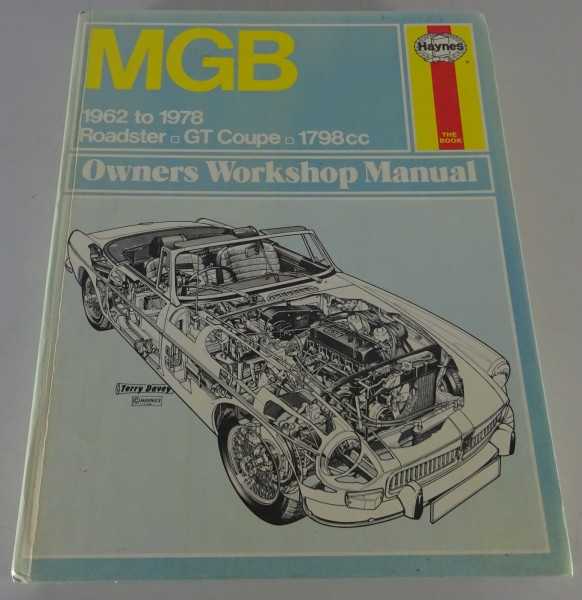 MGB
Haynes
®
1962 to 1978
Roadster □ GT Coupe □ 1798cc
THE
BOOK
Owners Workshop Manual
Terry Davey
© HAYNES